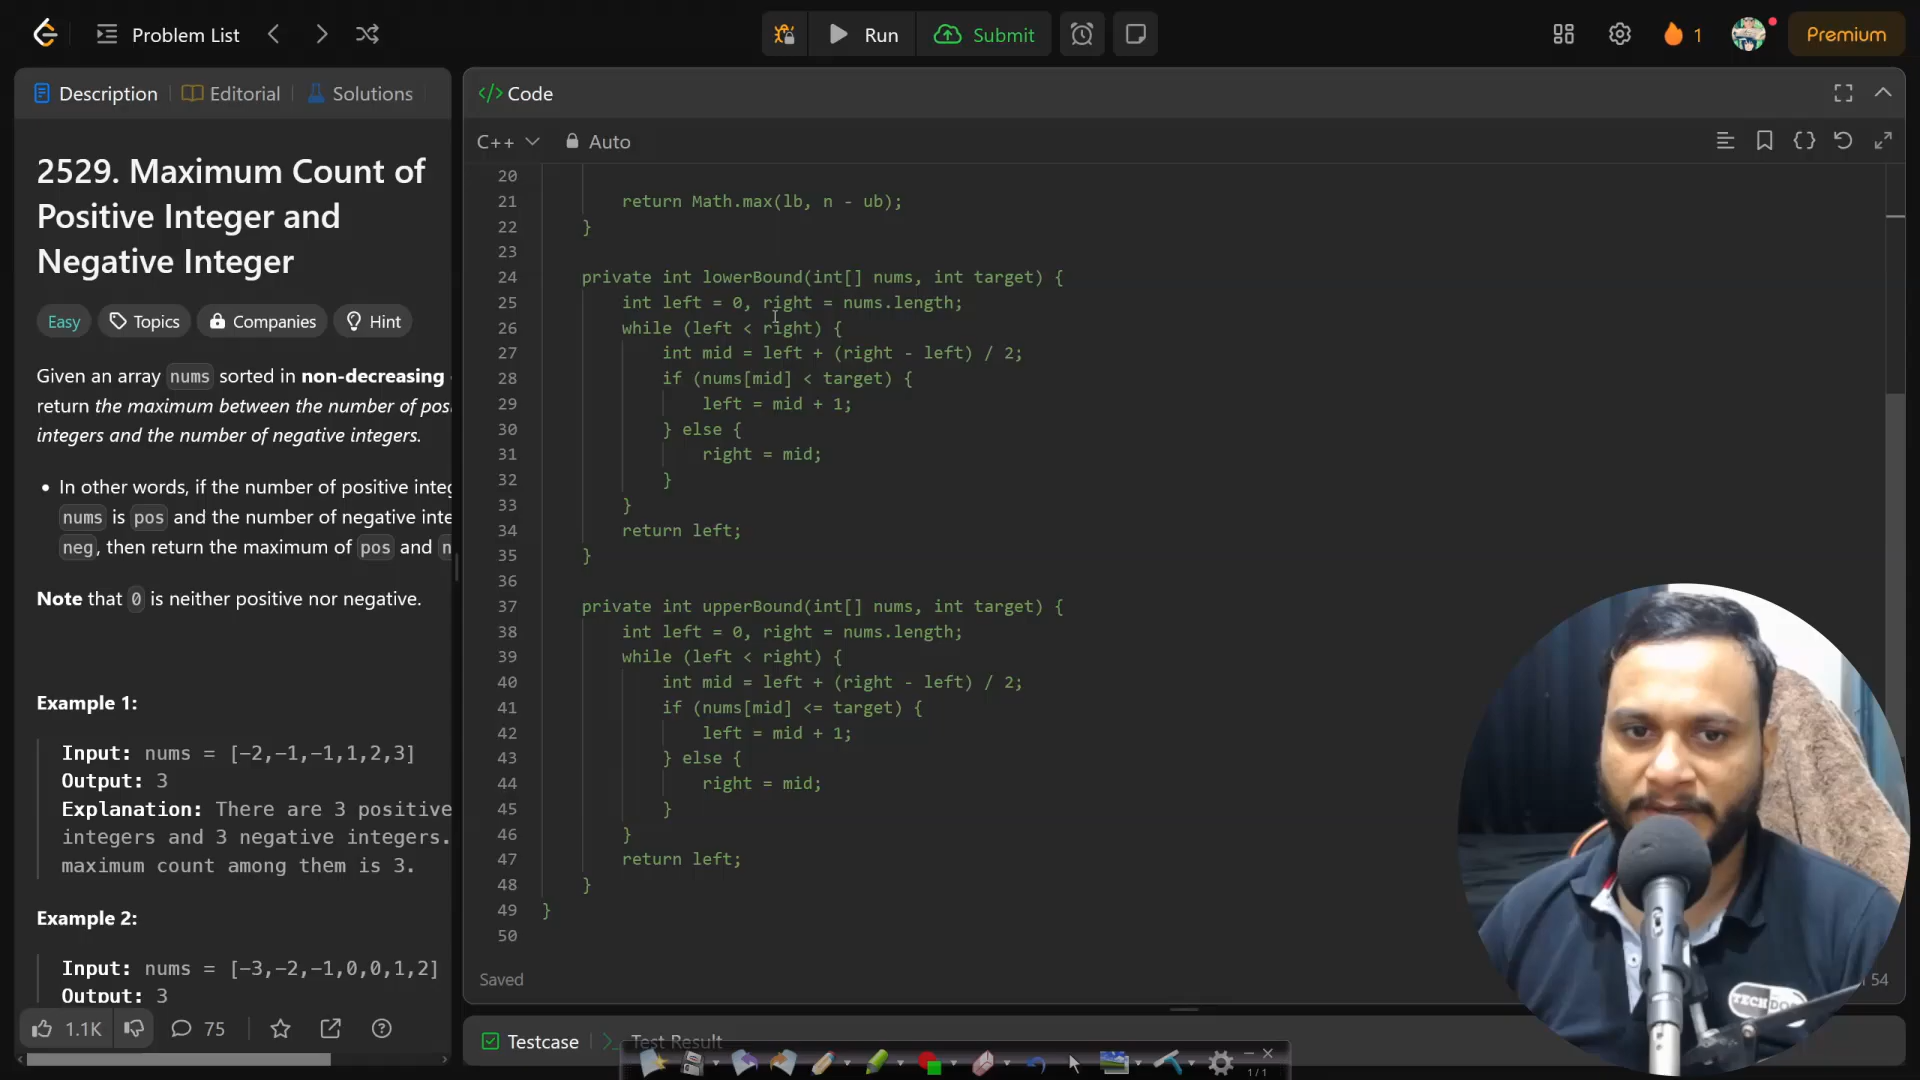 Problem List
Run
Submit
1
Premium
Description
Editorial
Solutions
</> Code
C++
Auto
2529. Maximum Count of
Positive Integer and
Negative Integer
Easy
Topics
Companies
Hint
Given an array nums sorted in non-decreasing
return the maximum between the number of pos
integers and the number of negative integers.
• In other words, if the number of positive integ
nums is pos and the number of negative inte
neg, then return the maximum of pos and n
Note that 0 is neither positive nor negative.
Example 1:
Input: nums = [-2,-1,-1,1,2,3]
Output: 3
Explanation: There are 3 positive
integers and 3 negative integers.
maximum count among them is 3.
Example 2:
Input: nums = [-3,-2,-1,0,0,1,2]
Output: 3
1.1K
75
20
21 return Math.max(lb, n - ub);
22 }
23
24 private int lowerBound(int[] nums, int target) {
25 int left = 0, right = nums.length;
26 while (left < right) {
27 int mid = left + (right - left) / 2;
28 if (nums[mid] < target) {
29 left = mid + 1;
30 } else {
31 right = mid;
32 }
33 }
34 return left;
35 }
36
37 private int upperBound(int[] nums, int target) {
38 int left = 0, right = nums.length;
39 while (left < right) {
40 int mid = left + (right - left) / 2;
41 if (nums[mid] <= target) {
42 left = mid + 1;
43 } else {
44 right = mid;
45 }
46 }
47 return left;
48 }
49 }
50
Saved
54
Testcase
Test Result
1/1